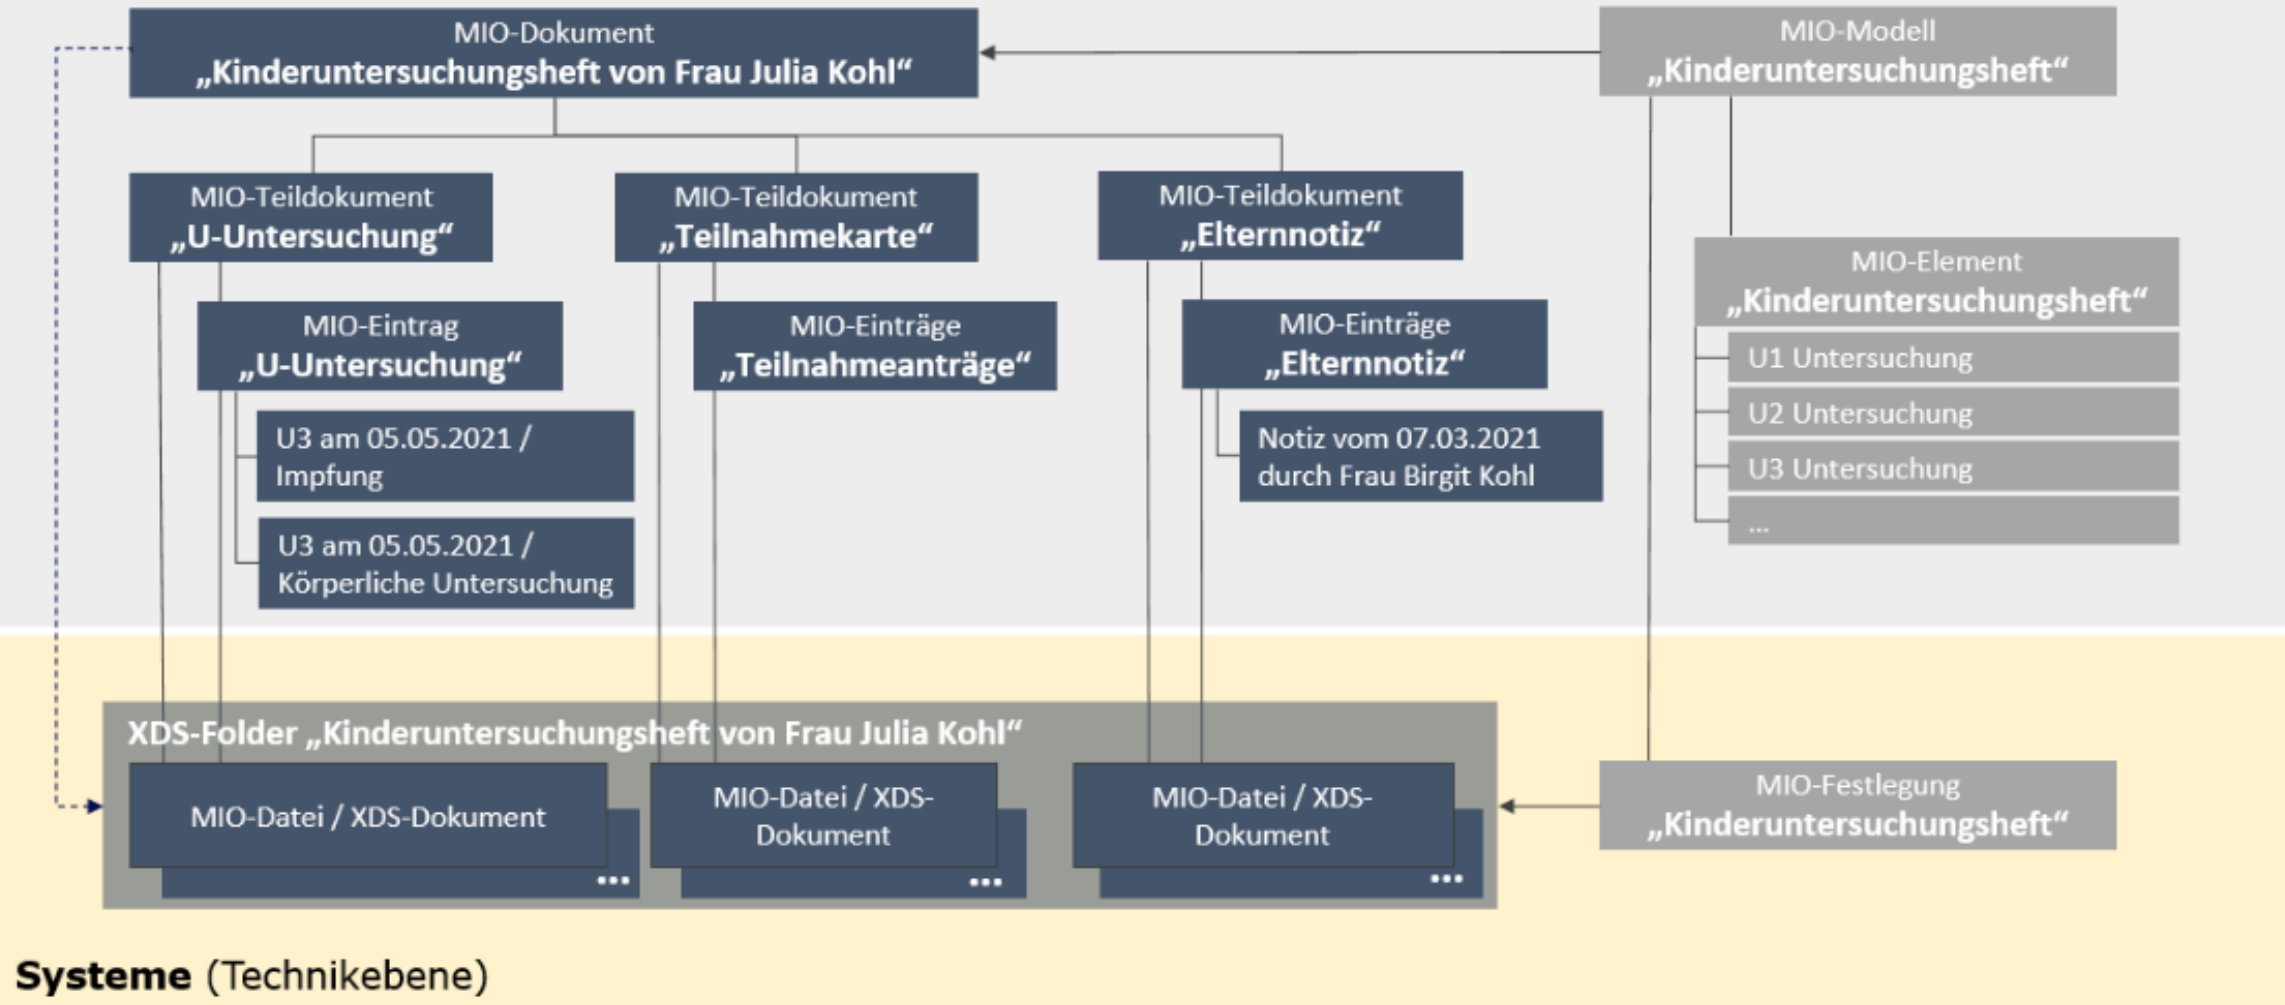 MIO-Dokument
„Kinderuntersuchungsheft von Frau Julia Kohl“
MIO-Modell
„Kinderuntersuchungsheft“
MIO-Teildokument
„U-Untersuchung“
MIO-Teildokument
„Teilnahmekarte“
MIO-Teildokument
„Elternnotiz“
MIO-Element
„Kinderuntersuchungsheft“
U1 Untersuchung
U2 Untersuchung
U3 Untersuchung
...
MIO-Eintrag
„U-Untersuchung“
MIO-Einträge
„Teilnahmeanträge“
MIO-Einträge
„Elternnotiz“
U3 am 05.05.2021 /
Impfung
U3 am 05.05.2021 /
Körperliche Untersuchung
Notiz vom 07.03.2021
durch Frau Birgit Kohl
XDS-Folder „Kinderuntersuchungsheft von Frau Julia Kohl“
MIO-Datei / XDS-Dokument
...
MIO-Datei / XDS-
Dokument
...
MIO-Datei / XDS-
Dokument
...
MIO-Festlegung
„Kinderuntersuchungsheft“
Systeme (Technikebene)